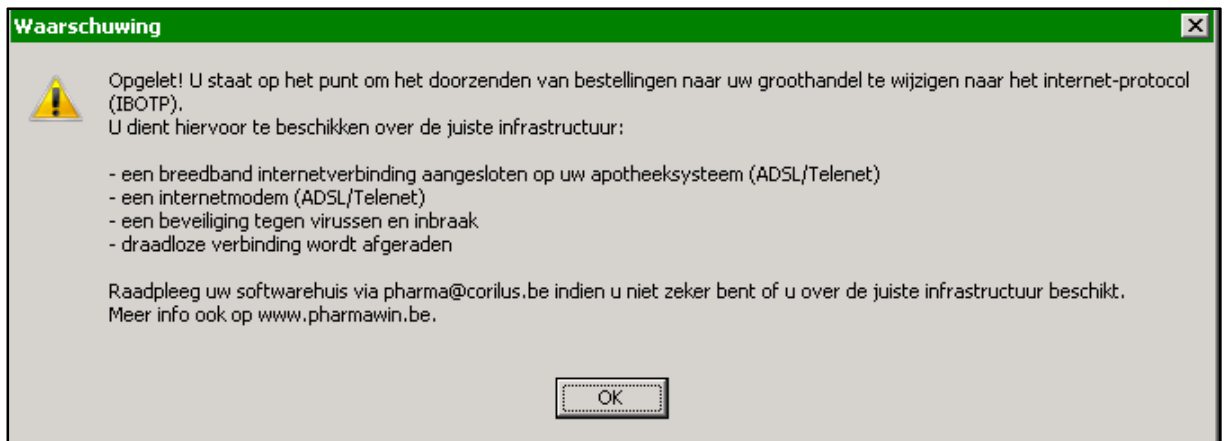 Waarschuwing
Opgelet! U staat op het punt om het doorzenden van bestellingen naar uw groothandel te wijzigen naar het internet-protocol
(IBOTP).
U dient hiervoor te beschikken over de juiste infrastructuur:
- een breedband internetverbinding aangesloten op uw apotheeksysteem (ADSL/Telenet)
- een internetmodem (ADSL/Telenet)
- een beveiliging tegen virussen en inbraak
- draadloze verbinding wordt afgeraden
Raadpleeg uw softwarehuis via pharma@corilus.be indien u niet zeker bent of u over de juiste infrastructuur beschikt.
Meer info ook op www.pharmawin.be.
OK